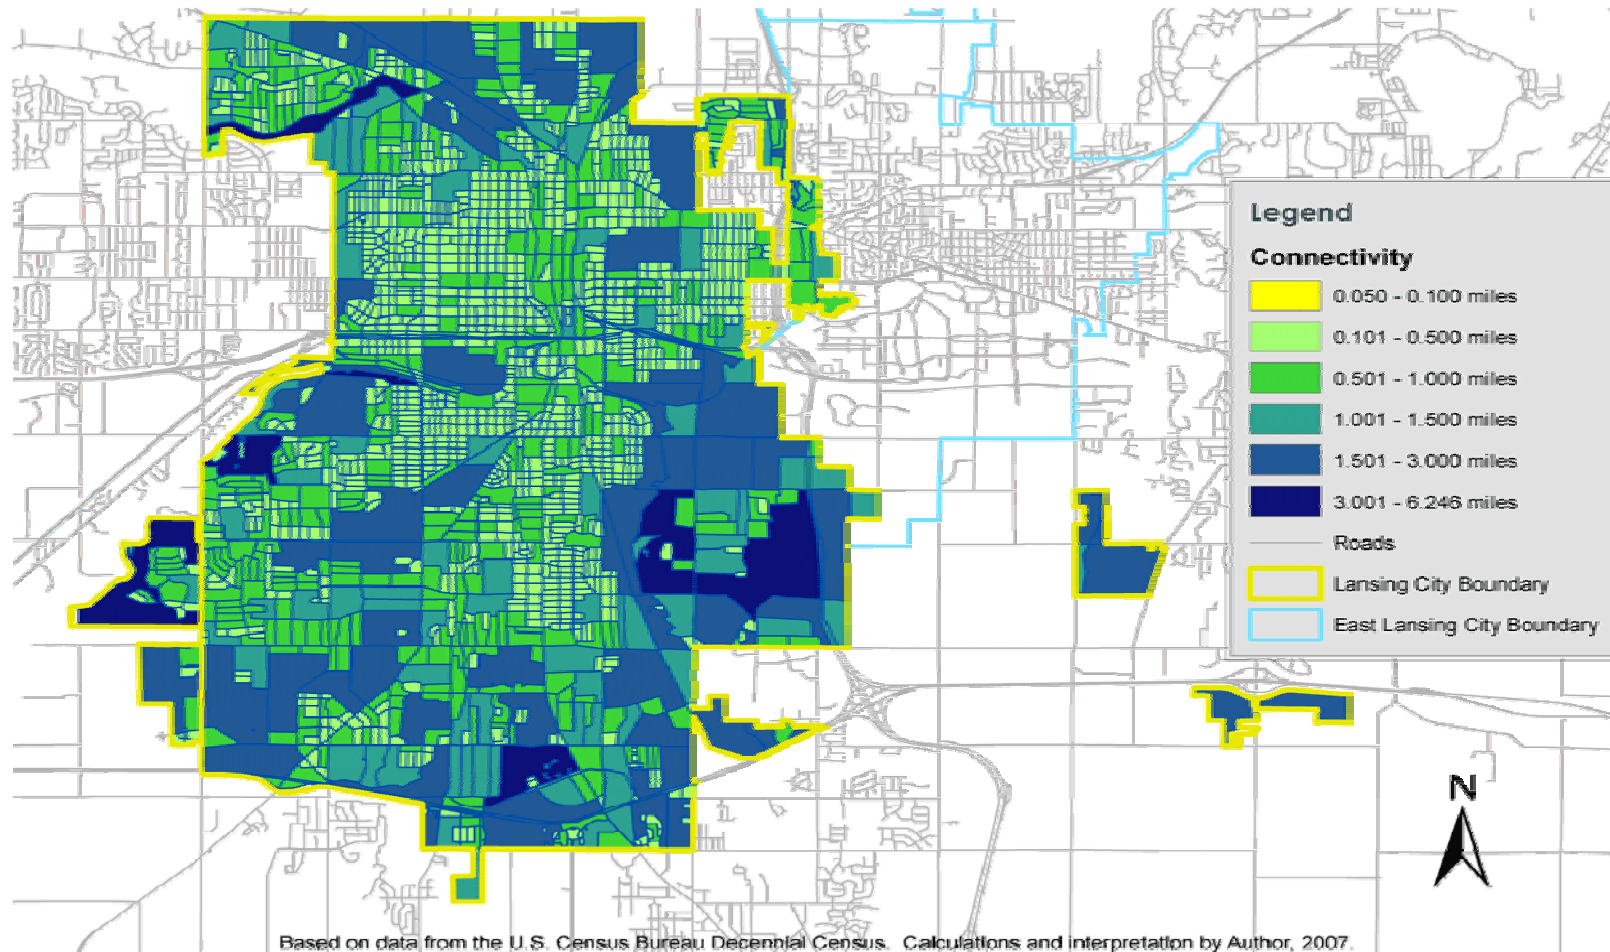 Legend
Connectivity
0.050 - 0.100 miles
0.101 - 0.500 miles
0.501 - 1.000 miles
1.001 - 1.500 miles
1.501 - 3.000 miles
3.001 - 6.246 miles
Roads
Lansing City Boundary
East Lansing City Boundary
N
Based on data from the U.S. Census Bureau Decennial Census. Calculations and interpretation by Author, 2007.